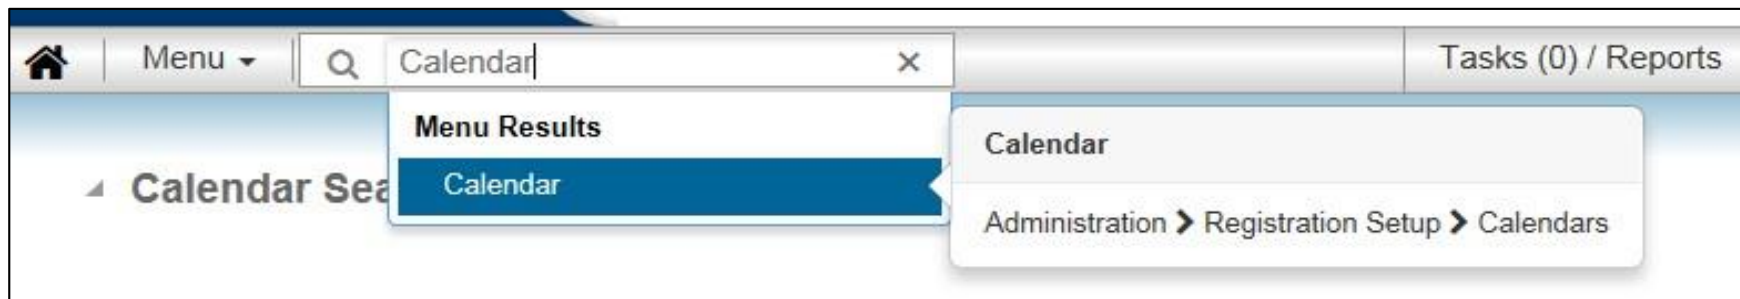 Menu
Calendar
Tasks (0) / Reports
Menu Results
Calendar
Calendar
Administration > Registration Setup > Calendars
Calendar Sea